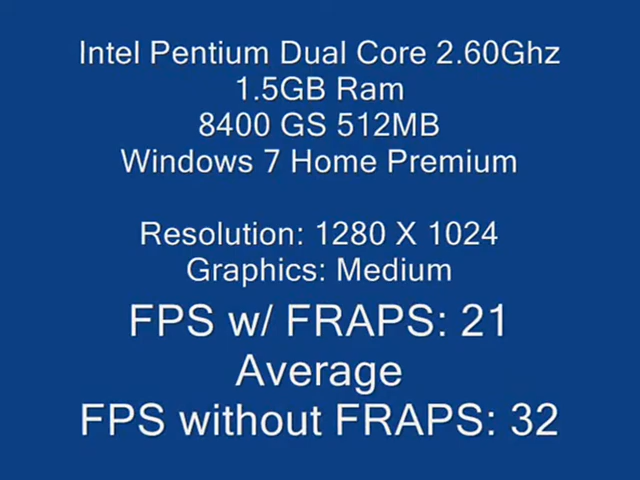 Intel Pentium Dual Core 2.60Ghz
1.5GB Ram
8400 GS 512MB
Windows 7 Home Premium
Resolution: 1280 X 1024
Graphics: Medium
FPS w/ FRAPS: 21
Average
FPS without FRAPS: 32